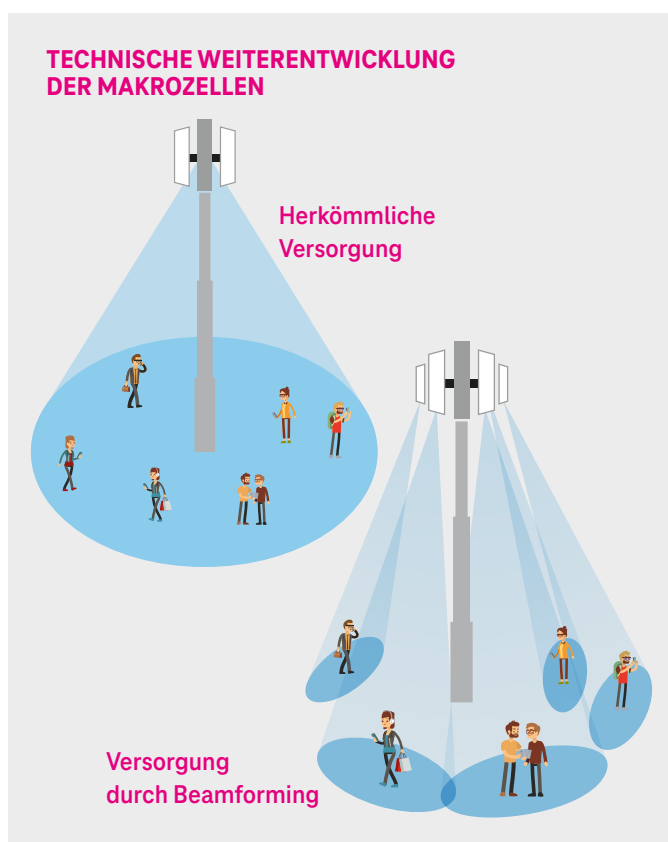 TECHNISCHE WEITERENTWICKLUNG
DER MAKROZELLEN
Herkömmliche
Versorgung
Versorgung
durch Beamforming